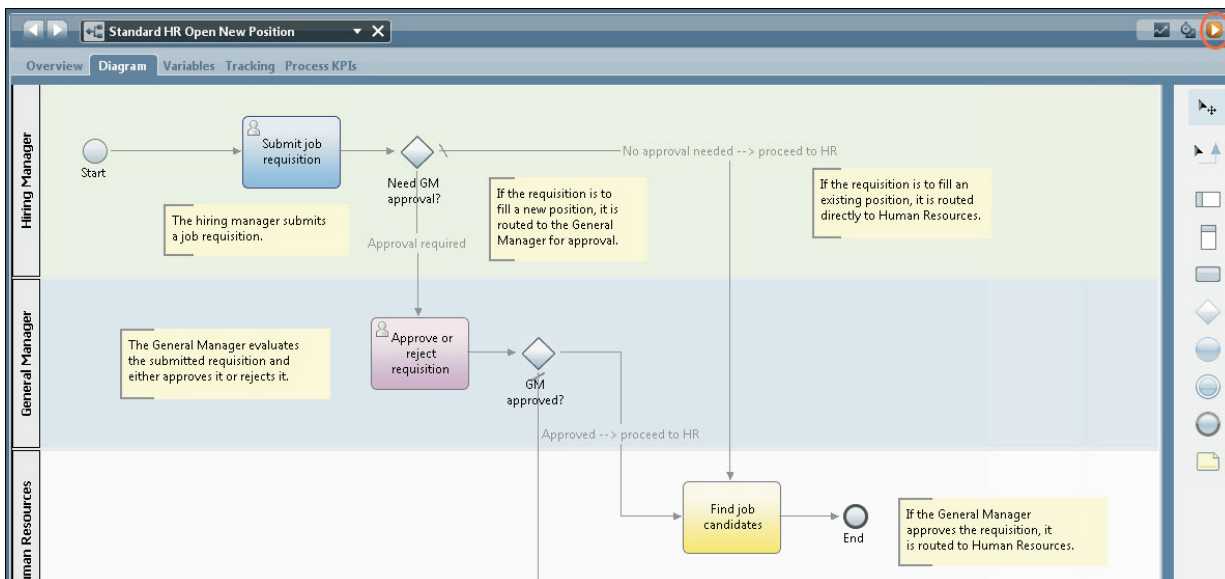 Standard HR Open New Position
Overview
Diagram
Variables
Tracking
Process KPIs
Hiring Manager
Start
Submit job
requisition
Need GM
approval?
No approval needed --> proceed to HR
The hiring manager submits
a job requisition.
If the requisition is to
fill a new position, it is
routed to the General
Manager for approval.
If the requisition is to fill an
existing position, it is routed
directly to Human Resources.
Approval required
General Manager
The General Manager evaluates
the submitted requisition and
either approves it or rejects it.
Approve or
reject
requisition
GM
approved?
Approved --> proceed to HR
man Resources
Find job
candidates
End
If the General Manager
approves the requisition, it
is routed to Human Resources.